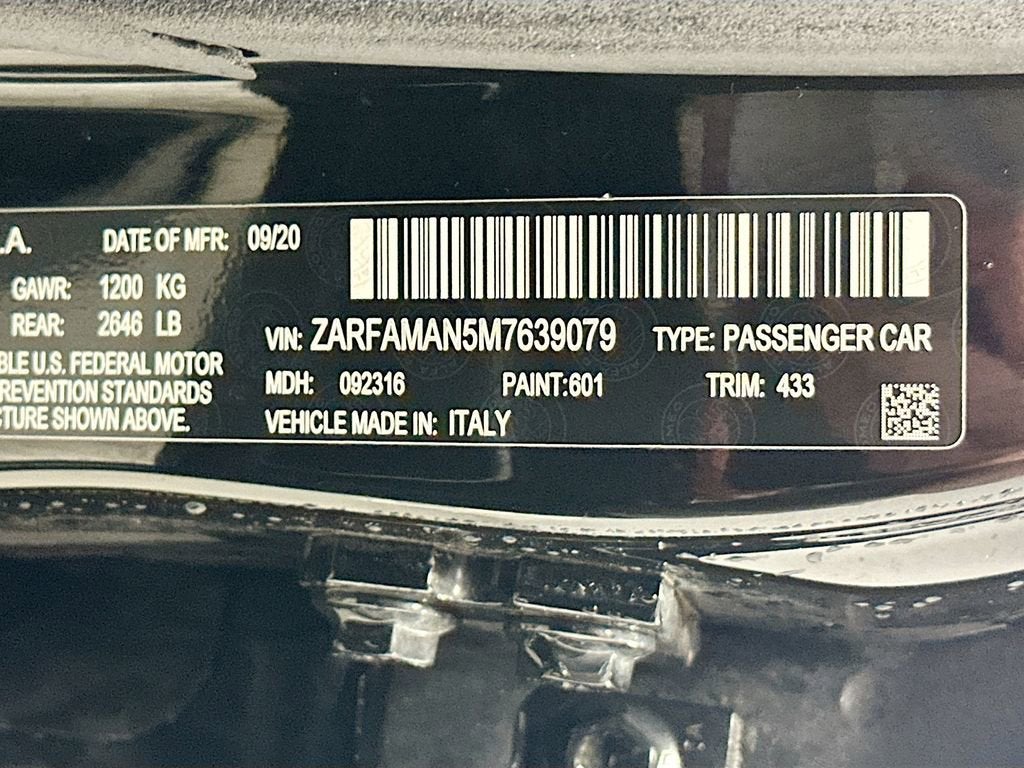 .A. DATE OF MFR: 09/20
GAWR: 1200 KG
REAR: 2646 LB
BLE U.S. FEDERAL MOTOR
REVENTION STANDARDS
CTURE SHOWN ABOVE.
VIN: ZARFAMAN5M7639079 TYPE: PASSENGER CAR
MDH: 092316 PAINT:601 TRIM: 433
VEHICLE MADE IN: ITALY